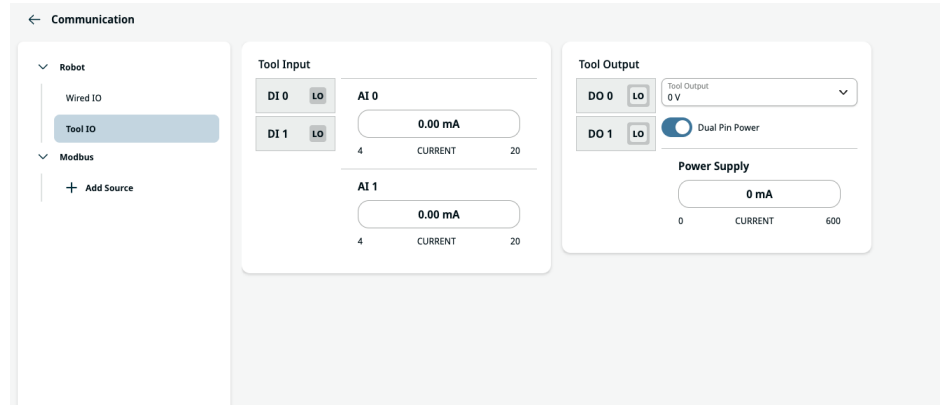 Communication
Robot
Wired IO
Tool IO
Modbus
Add Source
Tool Input
DI 0 LO
DI 1 LO
AI 0
0.00 mA
4 CURRENT 20
AI 1
0.00 mA
4 CURRENT 20
Tool Output
DO 0 LO
DO 1 LO
Tool Output
0 V
Dual Pin Power
Power Supply
0 mA
0 CURRENT 600